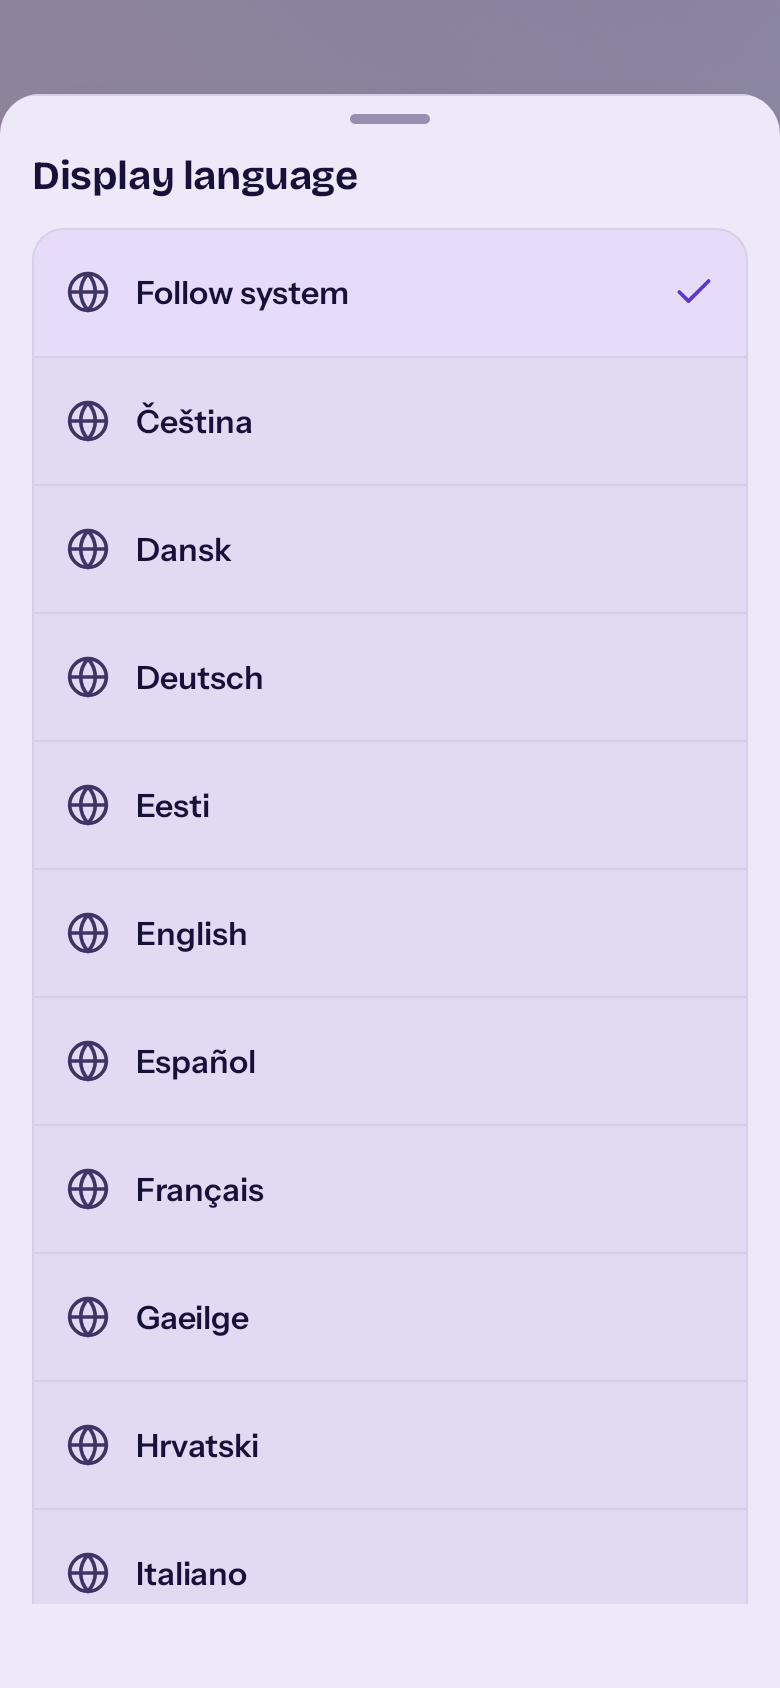 Display language
Follow system
Čeština
Dansk
Deutsch
Eesti
English
Español
Français
Gaeilge
Hrvatski
Italiano